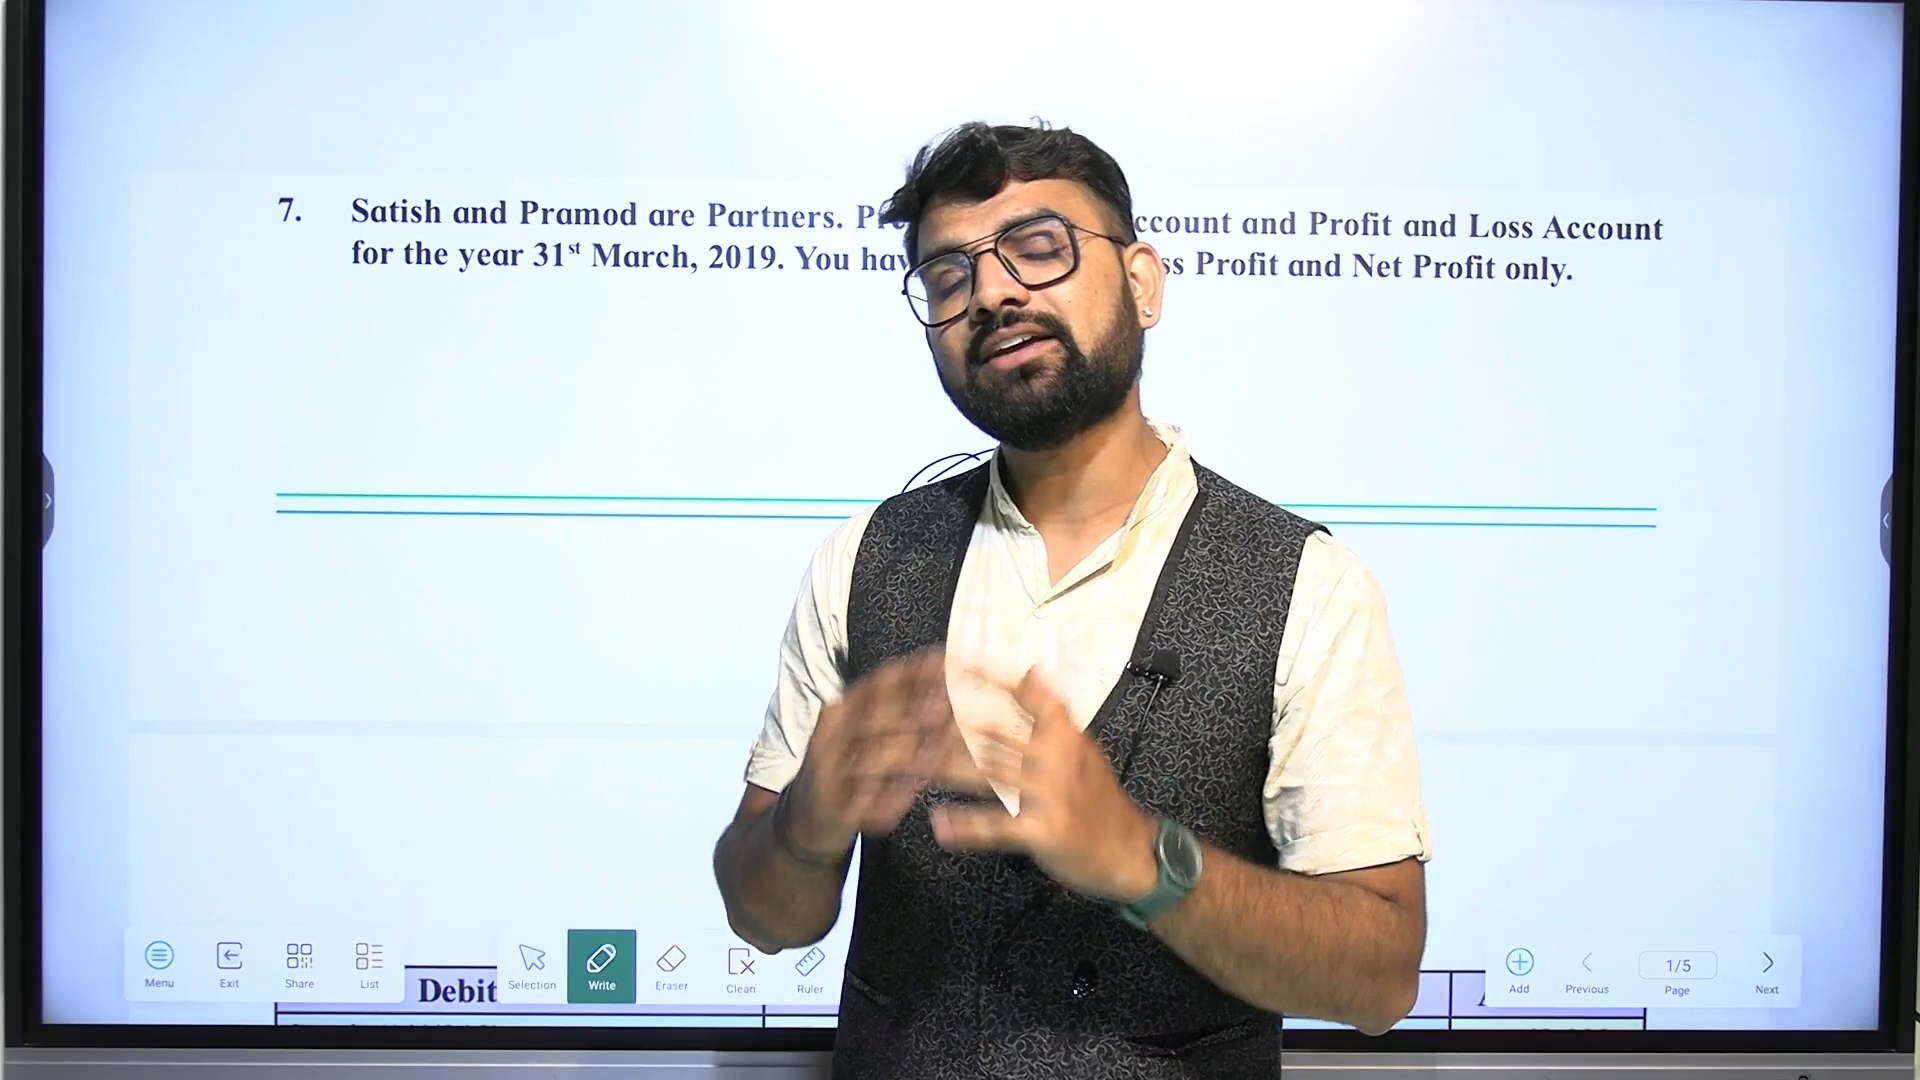 7. Satish and Pramod are Partners. ccount and Profit and Loss Account
for the year 31st March, 2019. You ss Profit and Net Profit only.
Menu Exit Share List Selection Write Eraser Clean Ruler Add Previous 1/5 Page Next
Debit